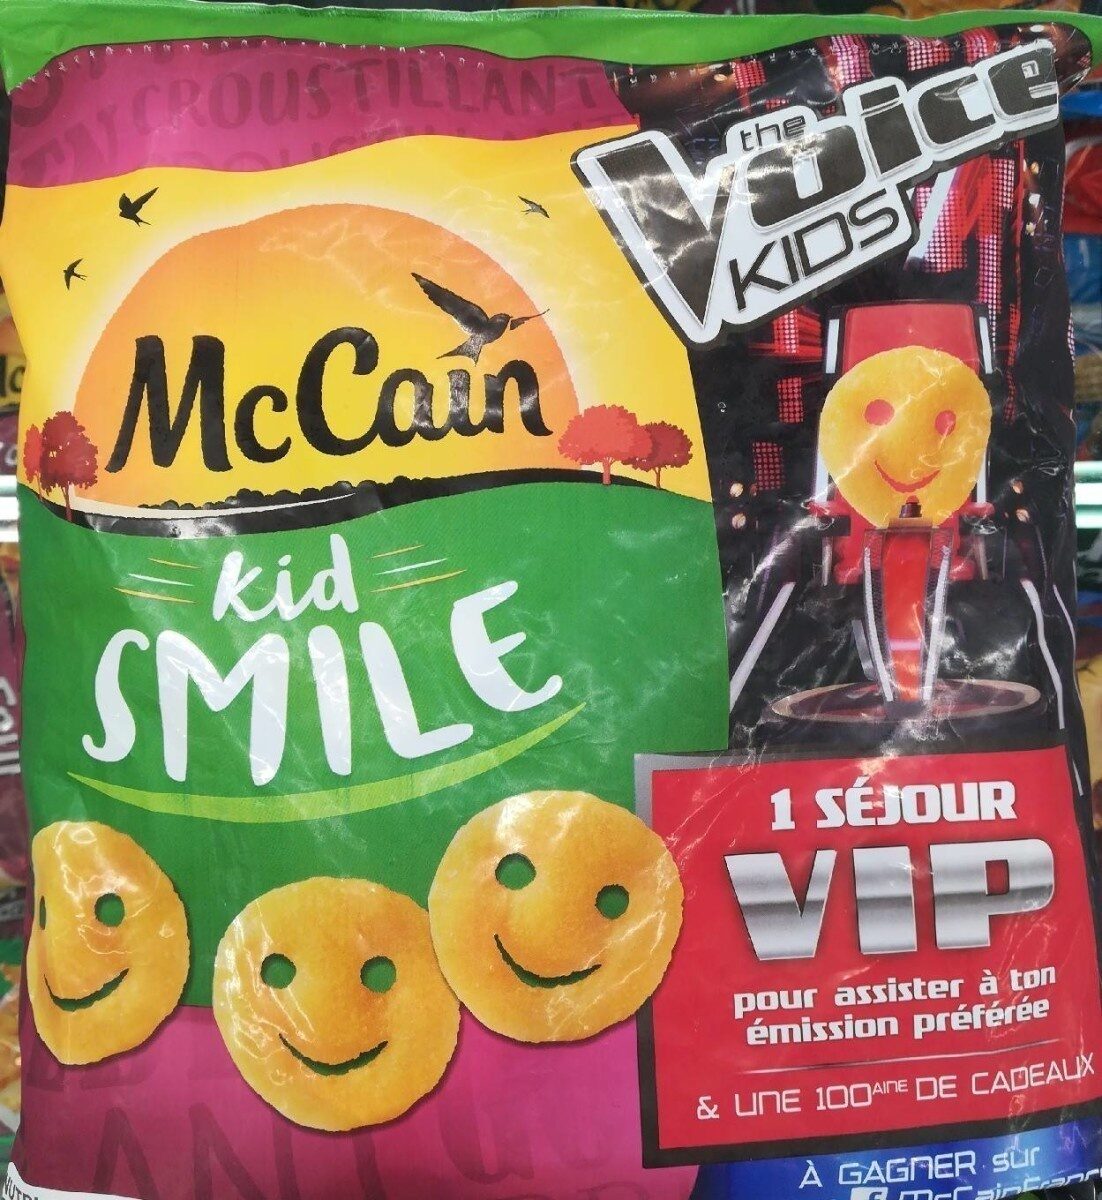 CROUSTILLANT
the Voice
KIDS
McCain
kid
SMILE
1 SÉJOUR
VIP
pour assister à ton
émission préférée
& UNE 100AINE DE CADEAUX
À GAGNER sur